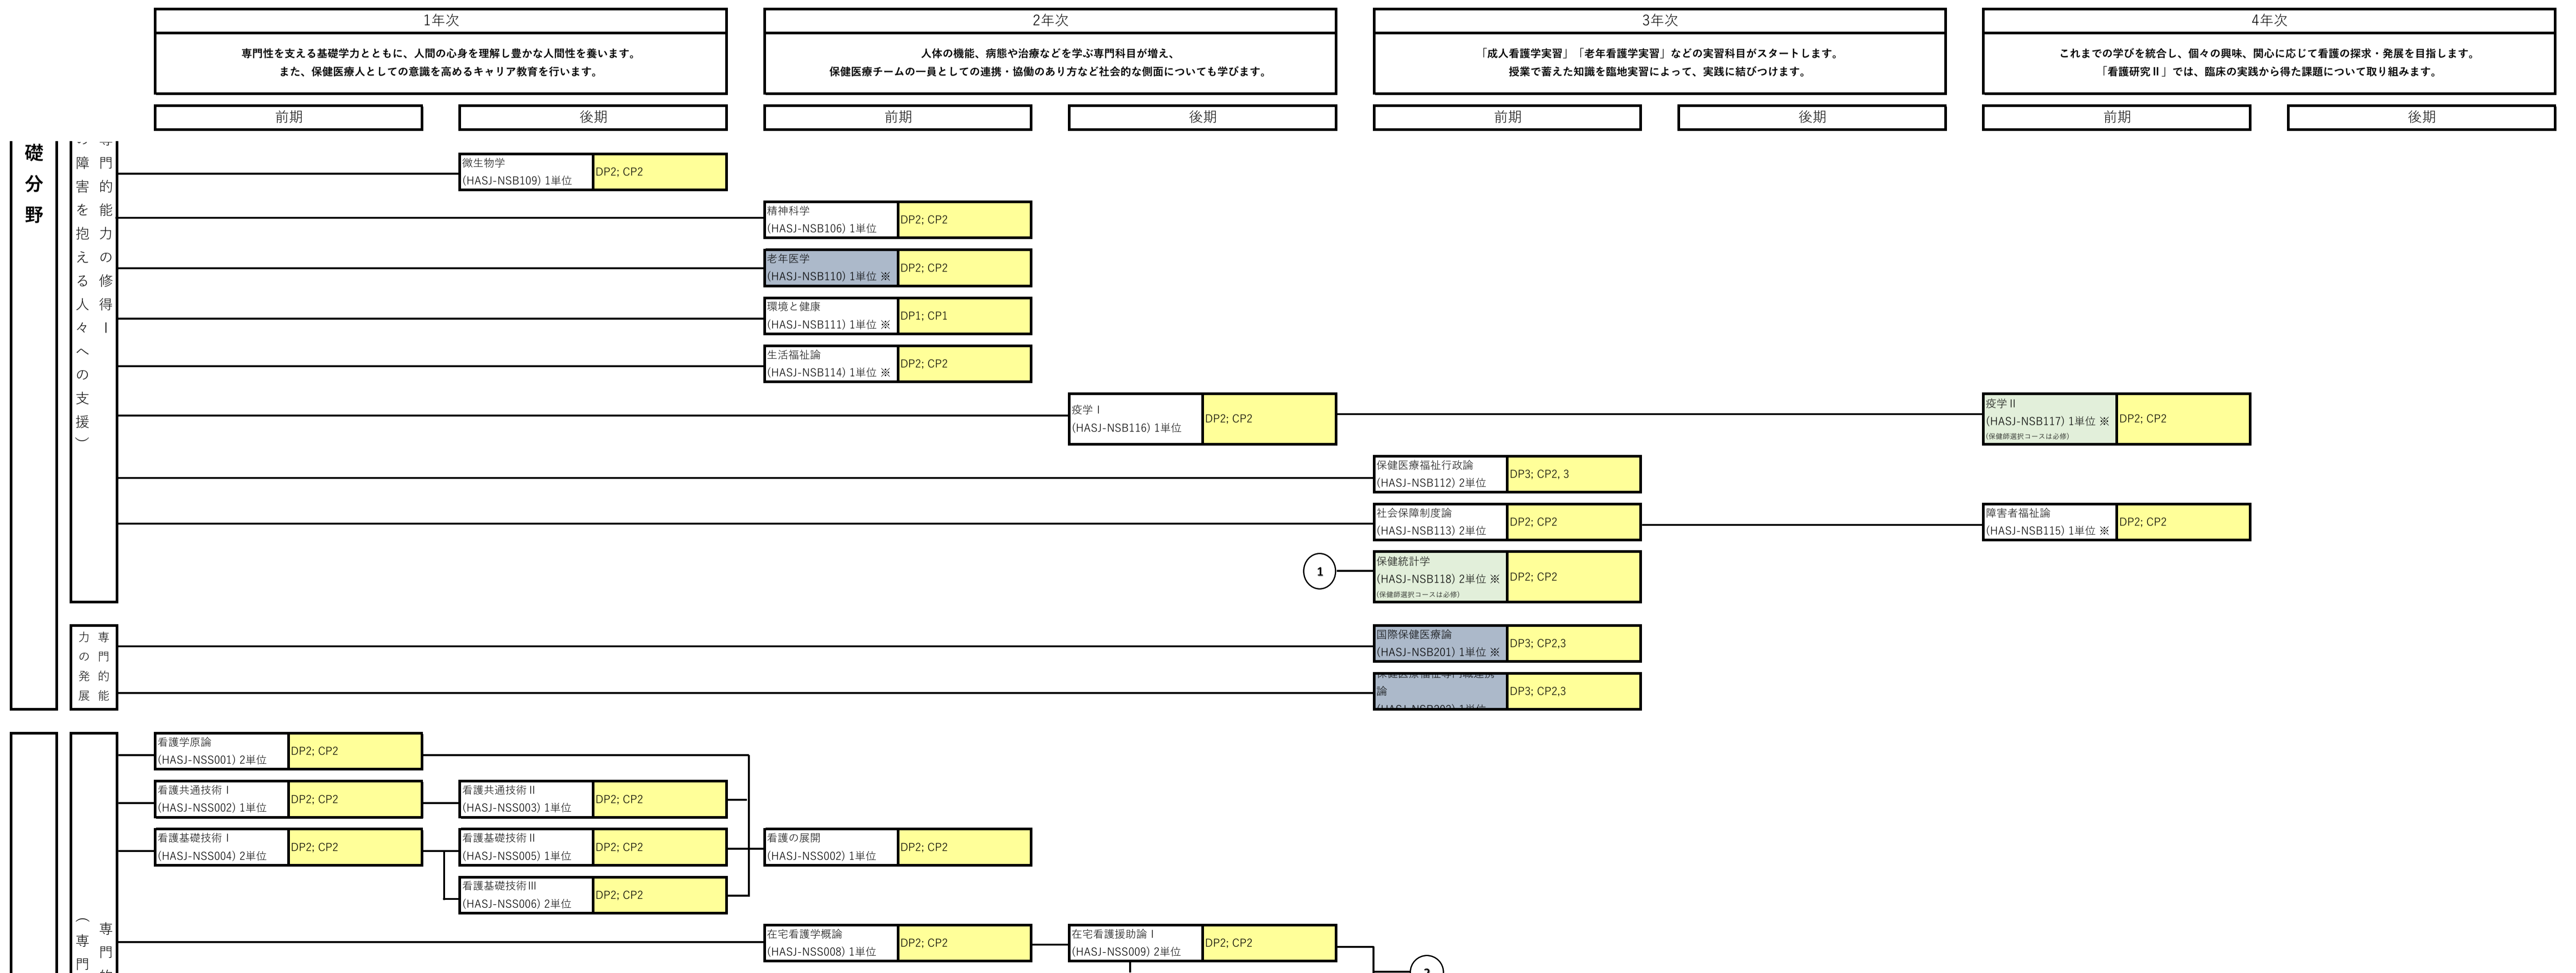 1年次
専門性を支える基礎学力とともに、人間の心身を理解し豊かな人間性を養います。
また、保健医療人としての意識を高めるキャリア教育を行います。
2年次
人体の機能、病態や治療などを学ぶ専門科目が増え、
保健医療チームの一員としての連携・協働のあり方など社会的な側面についても学びます。
3年次
「成人看護学実習」「老年看護学実習」などの実習科目がスタートします。
授業で蓄えた知識を臨地実習によって、実践に結びつけます。
4年次
これまでの学びを統合し、個々の興味、関心に応じて看護の探求・発展を目指します。
「看護研究Ⅱ」では、臨床の実践から得た課題について取り組みます。
前期
後期
前期
後期
前期
後期
前期
後期
礎分野
専門的能力の修得Ⅰ
の障害を抱える人々への支援）
微生物学
(HASJ-NSB109) 1単位
DP2; CP2
精神科学
(HASJ-NSB106) 1単位
DP2; CP2
老年医学
(HASJ-NSB110) 1単位 ※
DP2; CP2
環境と健康
(HASJ-NSB111) 1単位 ※
DP1; CP1
生活福祉論
(HASJ-NSB114) 1単位 ※
DP2; CP2
疫学Ⅰ
(HASJ-NSB116) 1単位
DP2; CP2
疫学Ⅱ
(HASJ-NSB117) 1単位 ※
(保健師選択コースは必修)
DP2; CP2
保健医療福祉行政論
(HASJ-NSB112) 2単位
DP3; CP2, 3
社会保障制度論
(HASJ-NSB113) 2単位
DP2; CP2
障害者福祉論
(HASJ-NSB115) 1単位 ※
DP2; CP2
1
保健統計学
(HASJ-NSB118) 2単位 ※
(保健師選択コースは必修)
DP2; CP2
専門的能
力の発展
国際保健医療論
(HASJ-NSB201) 1単位 ※
DP3; CP2,3
保健医療福祉専門職連携
論
(HASJ-NSB202) 1単位
DP3; CP2,3
看護学原論
(HASJ-NSS001) 2単位
DP2; CP2
看護共通技術Ⅰ
(HASJ-NSS002) 1単位
DP2; CP2
看護共通技術Ⅱ
(HASJ-NSS003) 1単位
DP2; CP2
看護基礎技術Ⅰ
(HASJ-NSS004) 2単位
DP2; CP2
看護基礎技術Ⅱ
(HASJ-NSS005) 1単位
DP2; CP2
看護の展開
(HASJ-NSS002) 1単位
DP2; CP2
看護基礎技術Ⅲ
(HASJ-NSS006) 2単位
DP2; CP2
専門的
（専門
在宅看護学概論
(HASJ-NSS008) 1単位
DP2; CP2
在宅看護援助論Ⅰ
(HASJ-NSS009) 2単位
DP2; CP2
2